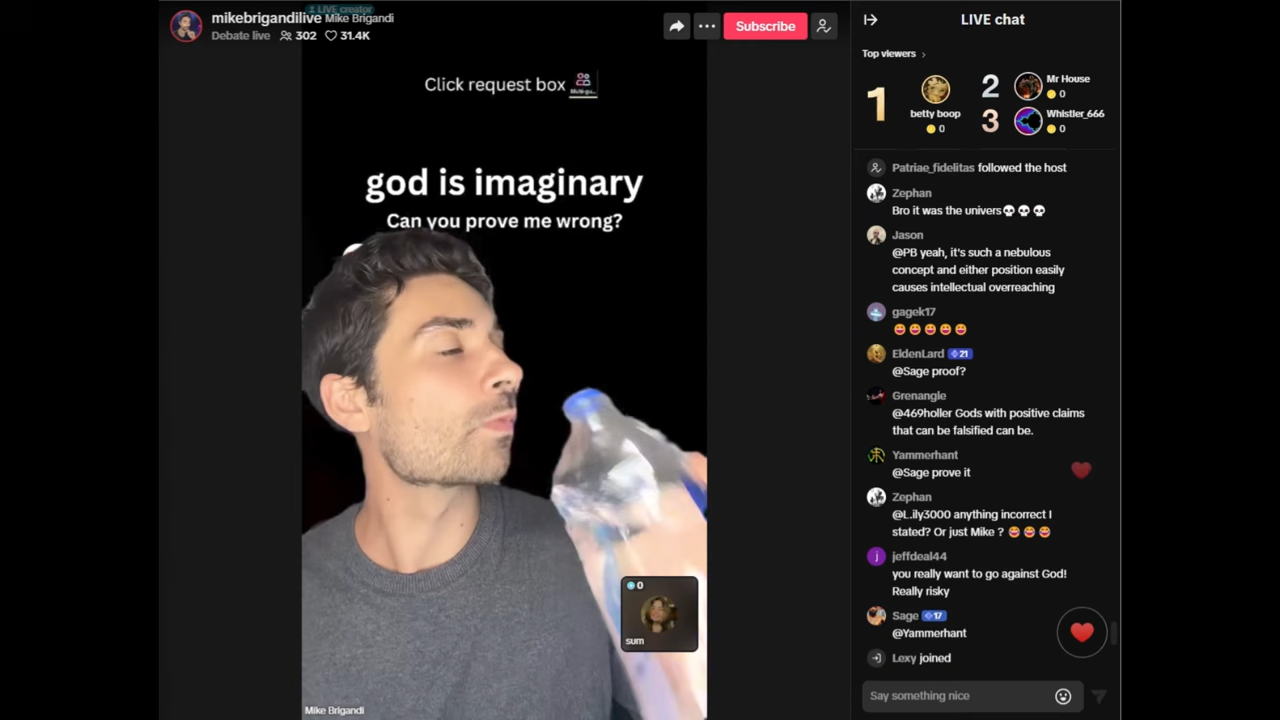 LIVE creator
mikebrigandilive Mike Brigandi
Debate live 302 31.4K
Subscribe
Click request box
god is imaginary
Can you prove me wrong?
0
sum
Mike Brigandi
LIVE chat
Top viewers
1
betty boop
0
2
Mr House
0
3
Whistler_666
0
Patriae_fidelitas followed the host
Zephan
Bro it was the univers💀💀💀
Jason
@PB yeah, it's such a nebulous
concept and either position easily
causes intellectual overreaching
gagek17
EldenLard 21
@Sage proof?
Grenangle
@469holler Gods with positive claims
that can be falsified can be.
Yammerhant
@Sage prove it
Zephan
@L.ily3000 anything incorrect I
stated? Or just Mike ?
j jeffdeal44
you really want to go against God!
Really risky
Sage 17
@Yammerhant
Lexy joined
Say something nice